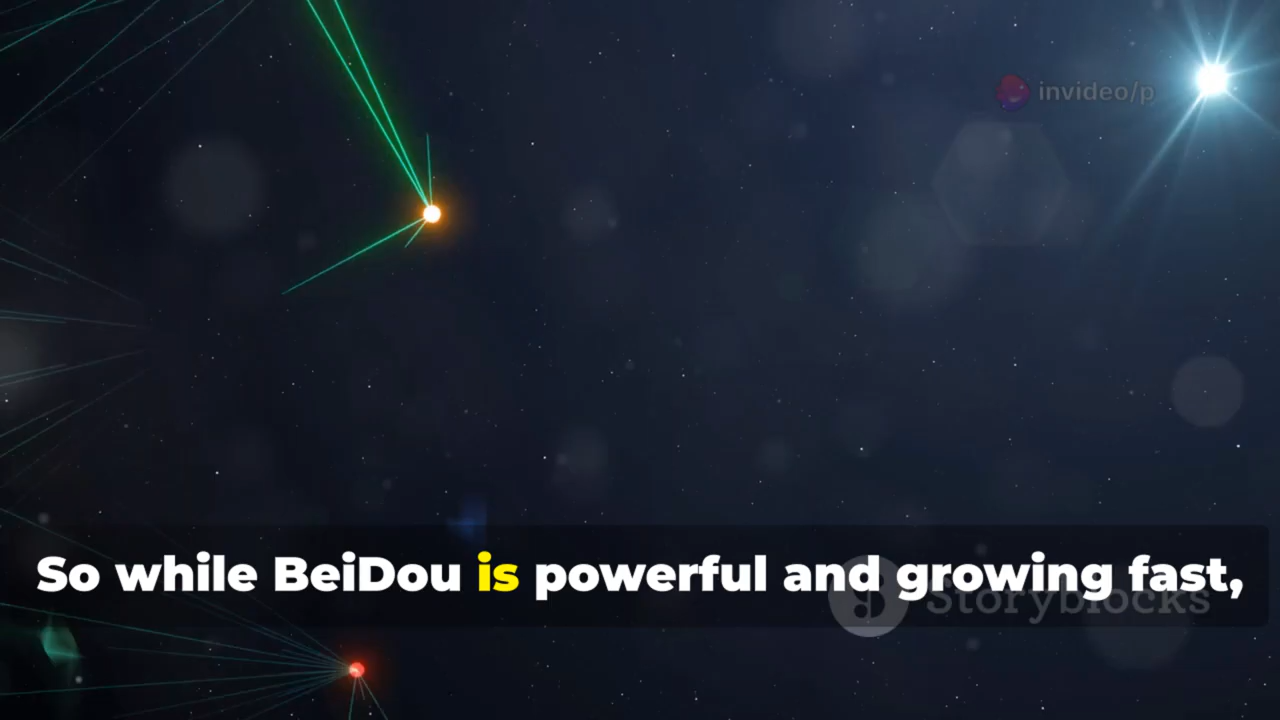 invideo/p
So while BeiDou is powerful and growing fast,
Storyblocks